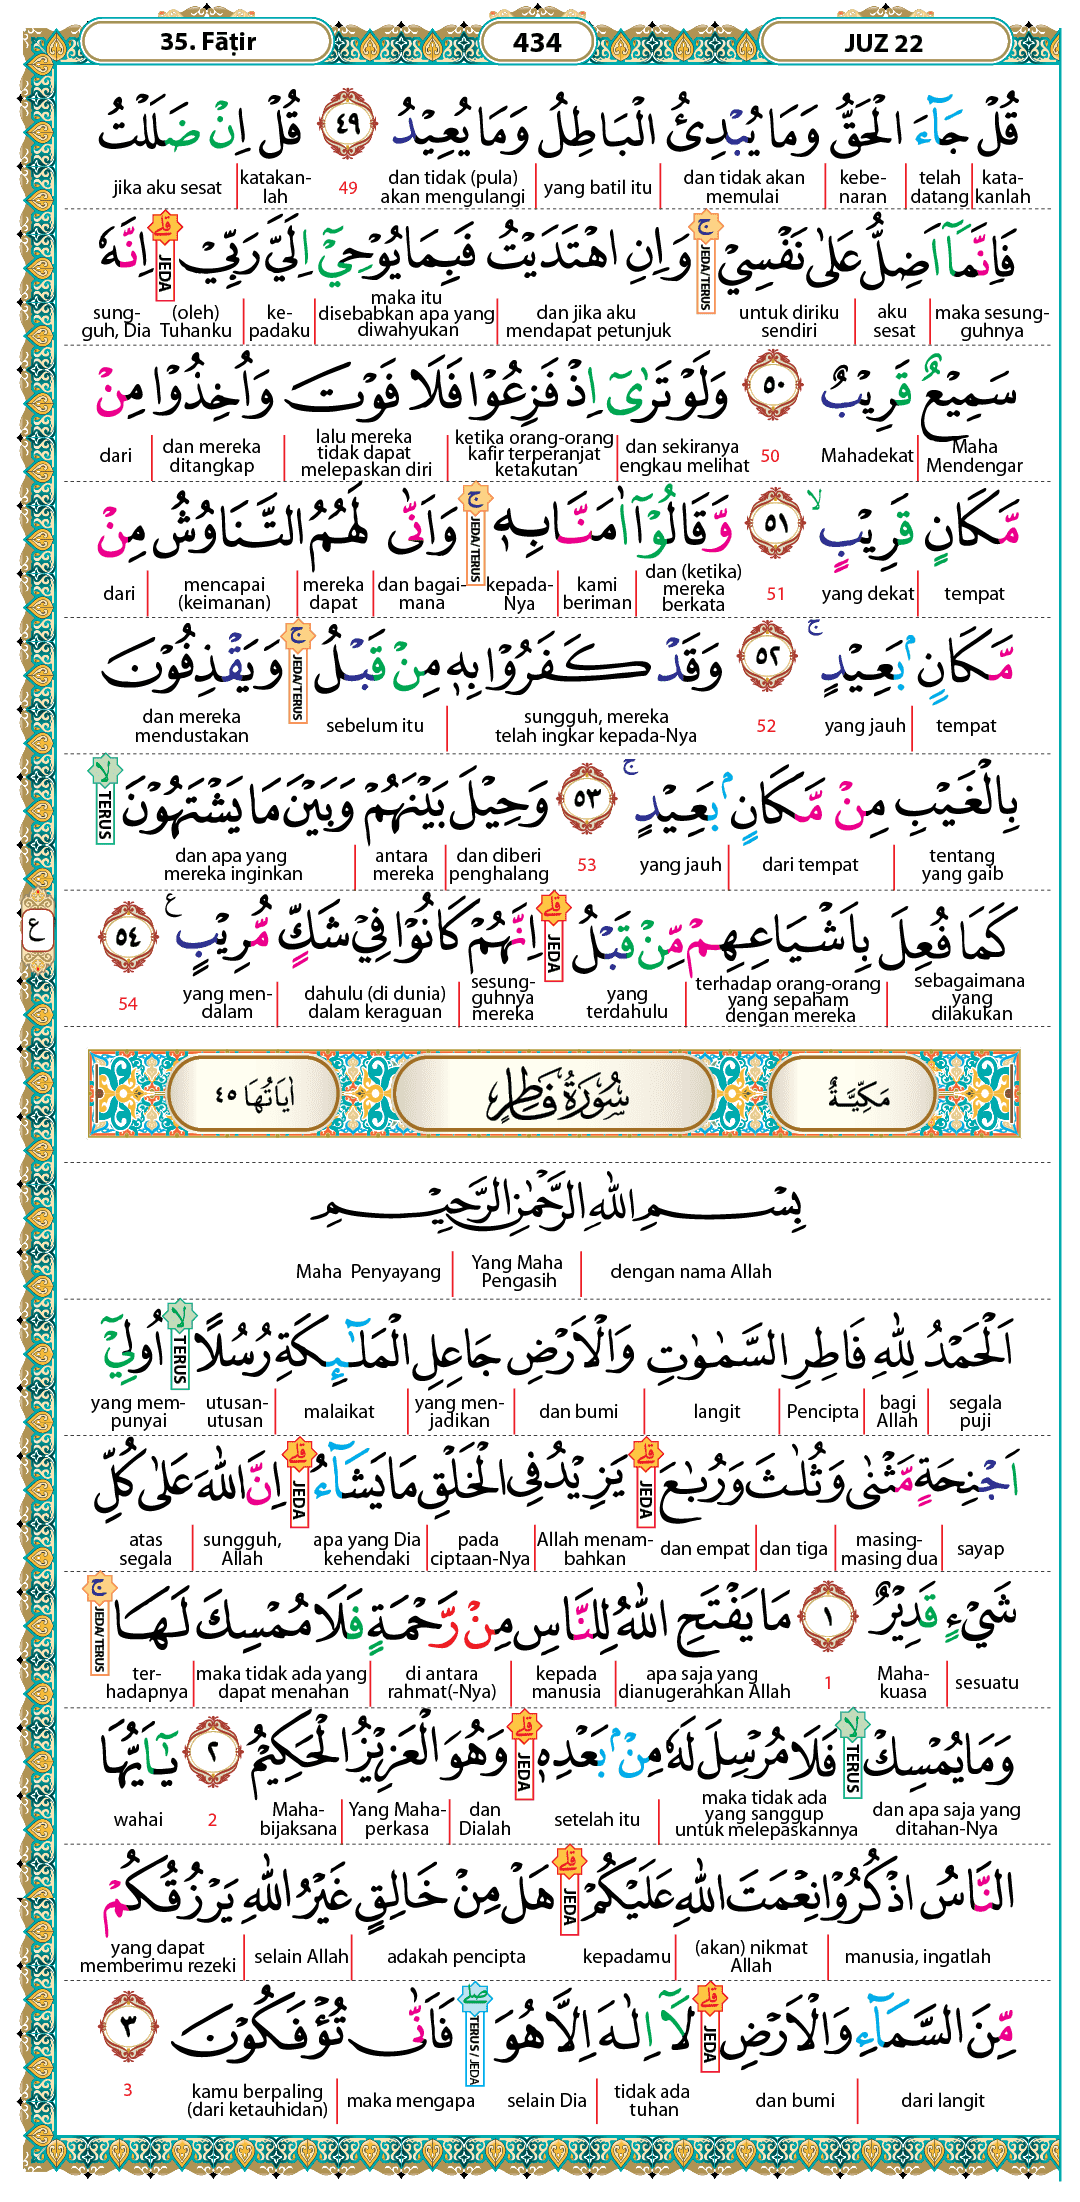 35. Fāṭir 434 JUZ 22
قُلْ جَاۤءَ الْحَقُّ وَمَا يُبْدِئُ الْبَاطِلُ وَمَا يُعِيْدُ ٤٩ قُلْ اِنْ ضَلَلْتُ
kata-kanlah telah datang kebe-naran dan tidak akan memulai yang batil itu dan tidak (pula) akan mengulangi 49 katakan-lah jika aku sesat
فَاِنَّمَآ اَضِلُّ عَلٰى نَفْسِيْ ۚ JEDA/TERUS وَاِنِ اهْتَدَيْتُ فَبِمَا يُوْحِيْٓ اِلَيَّ رَبِّيْ ۗ JEDA اِنَّهٗ
maka sesung-guhnya aku sesat untuk diriku sendiri dan jika aku mendapat petunjuk maka itu disebabkan apa yang diwahyukan ke-padaku (oleh) Tuhanku sung-guh, Dia
سَمِيْعٌ قَرِيْبٌ ٥٠ وَلَوْ تَرٰىٓ اِذْ فَزِعُوْا فَلَا فَوْتَ وَاُخِذُوْا مِنْ
Maha Mendengar Mahadekat 50 dan sekiranya engkau melihat ketika orang-orang kafir terperanjat ketakutan lalu mereka tidak dapat melepaskan diri dan mereka ditangkap dari
مَّكَانٍ قَرِيْبٍ ۙ ٥١ وَّقَالُوْٓا اٰمَنَّا بِهٖ ۚ JEDA/TERUS وَاَنّٰى لَهُمُ التَّنَاوُشُ مِنْ
tempat yang dekat 51 dan (ketika) mereka berkata kami beriman kepada-Nya dan bagai-mana mereka dapat mencapai (keimanan) dari
مَّكَانٍۢ بَعِيْدٍ ۚ ٥٢ وَقَدْ كَفَرُوْا بِهٖ مِنْ قَبْلُ ۚ JEDA/TERUS وَيَقْذِفُوْنَ
tempat yang jauh 52 sungguh, mereka telah ingkar kepada-Nya sebelum itu dan mereka mendustakan
بِالْغَيْبِ مِنْ مَّكَانٍۢ بَعِيْدٍ ۚ ٥٣ وَحِيْلَ بَيْنَهُمْ وَبَيْنَ مَا يَشْتَهُوْنَ ۙ TERUS
tentang yang gaib dari tempat yang jauh 53 dan diberi penghalang antara mereka dan apa yang mereka inginkan
كَمَا فُعِلَ بِاَشْيَاعِهِمْ مِّنْ قَبْلُ ۗ JEDA اِنَّهُمْ كَانُوْا فِيْ شَكٍّ مُّرِيْبٍ ع ٥٤ ع
sebagaimana yang dilakukan terhadap orang-orang yang sepaham dengan mereka yang terdahulu sesung-guhnya mereka dahulu (di dunia) dalam keraguan yang men-dalam 54
مَكِّيَّةٌ سُوْرَةُ فَاطِرٍ اٰيَاتُهَا ٤٥
بِسْمِ اللّٰهِ الرَّحْمٰنِ الرَّحِيْمِ
dengan nama Allah Yang Maha Pengasih Maha Penyayang
اَلْحَمْدُ لِلّٰهِ فَاطِرِ السَّمٰوٰتِ وَالْاَرْضِ جَاعِلِ الْمَلٰۤىِٕكَةِ رُسُلًا ۙ TERUS اُولِيْٓ
segala puji bagi Allah Pencipta langit dan bumi yang men-jadikan malaikat utusan-utusan yang mem-punyai
اَجْنِحَةٍ مَّثْنٰى وَثُلٰثَ وَرُبٰعَ ۗ JEDA يَزِيْدُ فِى الْخَلْقِ مَا يَشَاۤءُ ۗ JEDA اِنَّ اللّٰهَ عَلٰى كُلِّ
sayap masing-masing dua dan tiga dan empat Allah menam-bahkan pada ciptaan-Nya apa yang Dia kehendaki sungguh, Allah atas segala
شَيْءٍ قَدِيْرٌ ١ مَا يَفْتَحِ اللّٰهُ لِلنَّاسِ مِنْ رَّحْمَةٍ فَلَا مُمْسِكَ لَهَا ۚ JEDA/TERUS
sesuatu Maha-kuasa 1 apa saja yang dianugerahkan Allah kepada manusia di antara rahmat(-Nya) maka tidak ada yang dapat menahan ter-hadapnya
وَمَا يُمْسِكْ ۙ TERUS فَلَا مُرْسِلَ لَهٗ مِنْۢ بَعْدِهٖ ۗ JEDA وَهُوَ الْعَزِيْزُ الْحَكِيْمُ ٢ يٰٓاَيُّهَا
dan apa saja yang ditahan-Nya maka tidak ada yang sanggup untuk melepaskannya setelah itu dan Dialah Yang Maha-perkasa Maha-bijaksana 2 wahai
النَّاسُ اذْكُرُوْا نِعْمَتَ اللّٰهِ عَلَيْكُمْ ۗ JEDA هَلْ مِنْ خَالِقٍ غَيْرُ اللّٰهِ يَرْزُقُكُمْ
manusia, ingatlah (akan) nikmat Allah kepadamu adakah pencipta selain Allah yang dapat memberimu rezeki
مِّنَ السَّمَاۤءِ وَالْاَرْضِ ۗ JEDA لَآ اِلٰهَ اِلَّا هُوَ ۖ TERUS / JEDA فَاَنّٰى تُؤْفَكُوْنَ ٣
dari langit dan bumi tidak ada tuhan selain Dia maka mengapa kamu berpaling (dari ketauhidan) 3